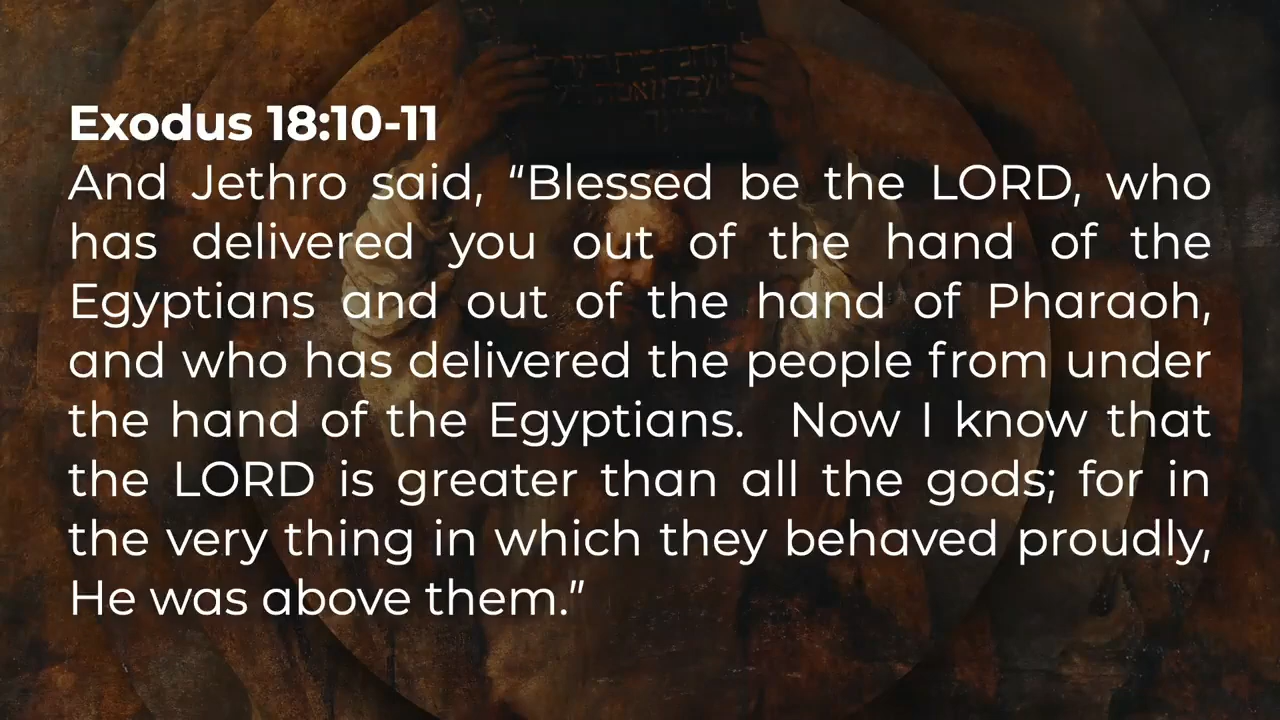 Exodus 18:10-11
And Jethro said, “Blessed be the LORD, who
has delivered you out of the hand of the
Egyptians and out of the hand of Pharaoh,
and who has delivered the people from under
the hand of the Egyptians.  Now I know that
the LORD is greater than all the gods; for in
the very thing in which they behaved proudly,
He was above them.”